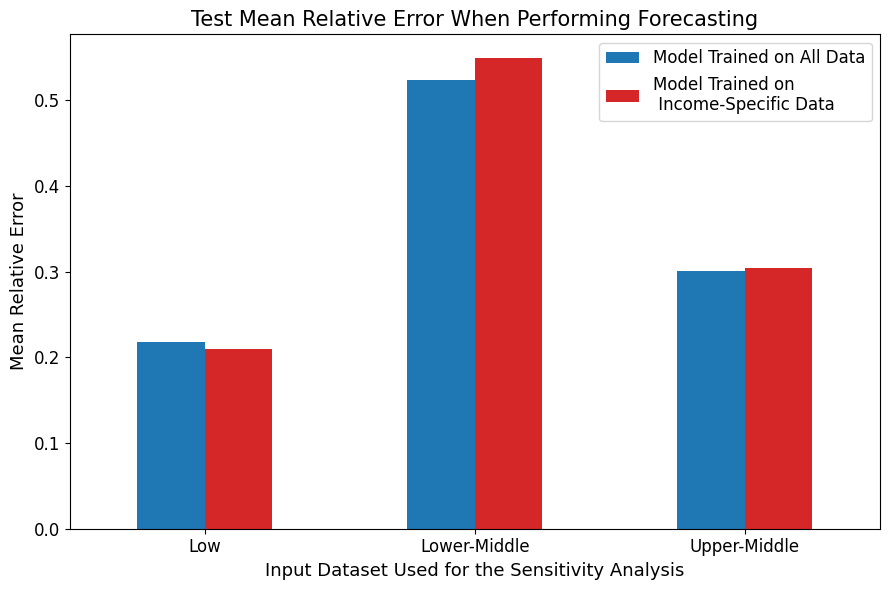 Test Mean Relative Error When Performing Forecasting
Model Trained on All Data
Model Trained on
Income-Specific Data
Mean Relative Error
0.5
0.4
0.3
0.2
0.1
0.0
Low
Lower-Middle
Upper-Middle
Input Dataset Used for the Sensitivity Analysis